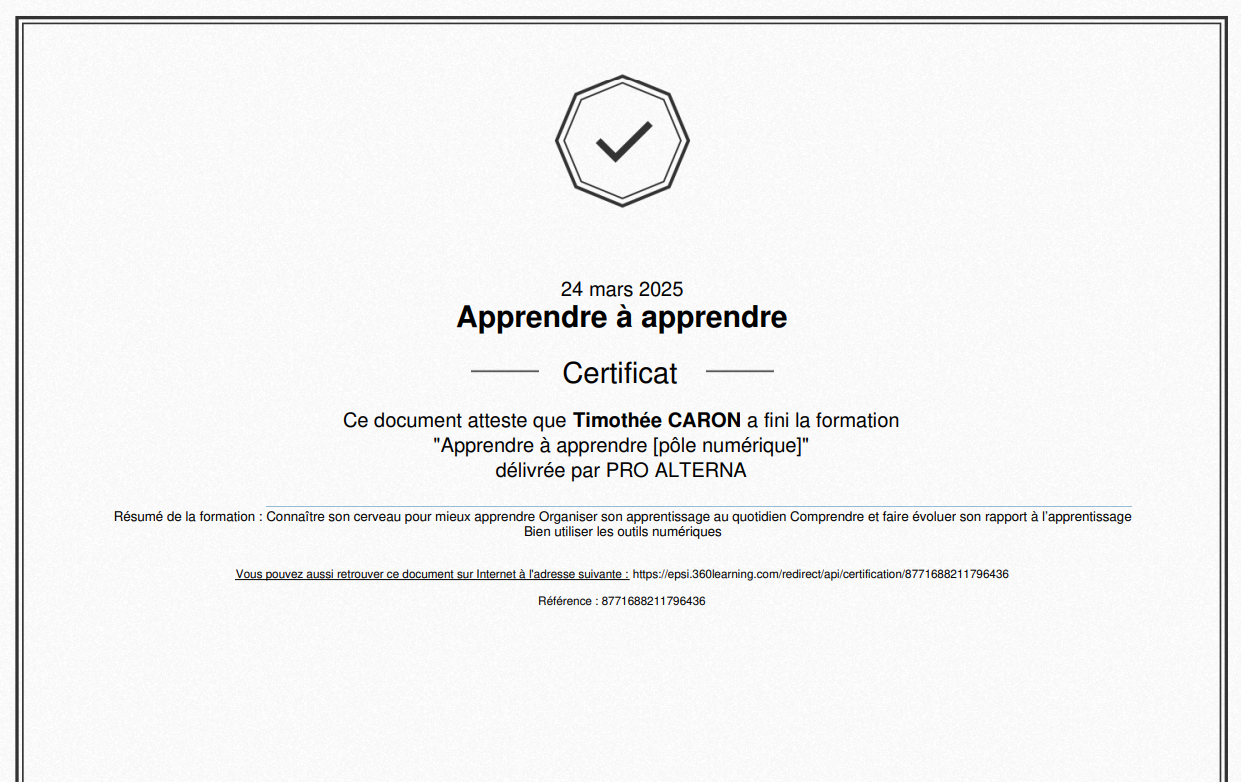 24 mars 2025
Apprendre à apprendre
Certificat
Ce document atteste que Timothée CARON a fini la formation
"Apprendre à apprendre [pôle numérique]"
délivrée par PRO ALTERNA
Résumé de la formation : Connaître son cerveau pour mieux apprendre Organiser son apprentissage au quotidien Comprendre et faire évoluer son rapport à l'apprentissage
Bien utiliser les outils numériques
Vous pouvez aussi retrouver ce document sur Internet à l'adresse suivante : https://epsi.360learning.com/redirect/api/certification/8771688211796436
Référence : 8771688211796436